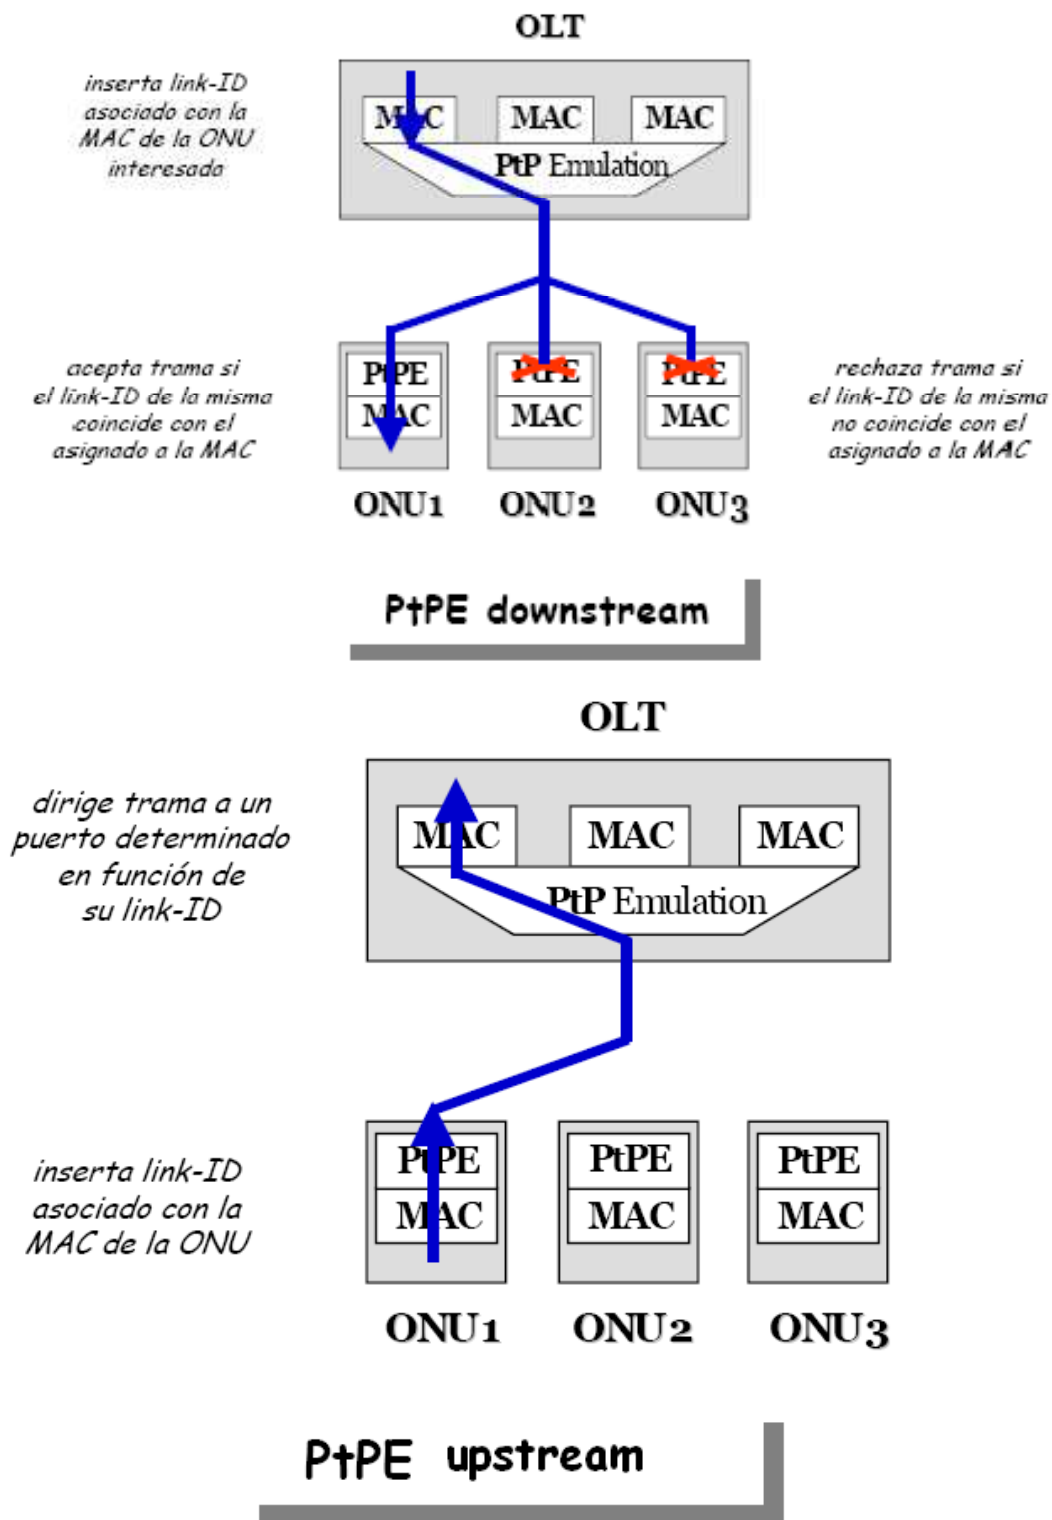 OLT
inserta link-ID
asociado con la
MAC de la ONU
interesada
MAC MAC MAC
PtP Emulation
acepta trama si
el link-ID de la misma
coincide con el
asignado a la MAC
PtPE PtPE PtPE
MAC MAC MAC
rechaza trama si
el link-ID de la misma
no coincide con el
asignado a la MAC
ONU1 ONU2 ONU3
PtPE downstream
OLT
dirige trama a un
puerto determinado
en función de
su link-ID
MAC MAC MAC
PtP Emulation
inserta link-ID
asociado con la
MAC de la ONU
PtPE PtPE PtPE
MAC MAC MAC
ONU1 ONU2 ONU3
PtPE upstream